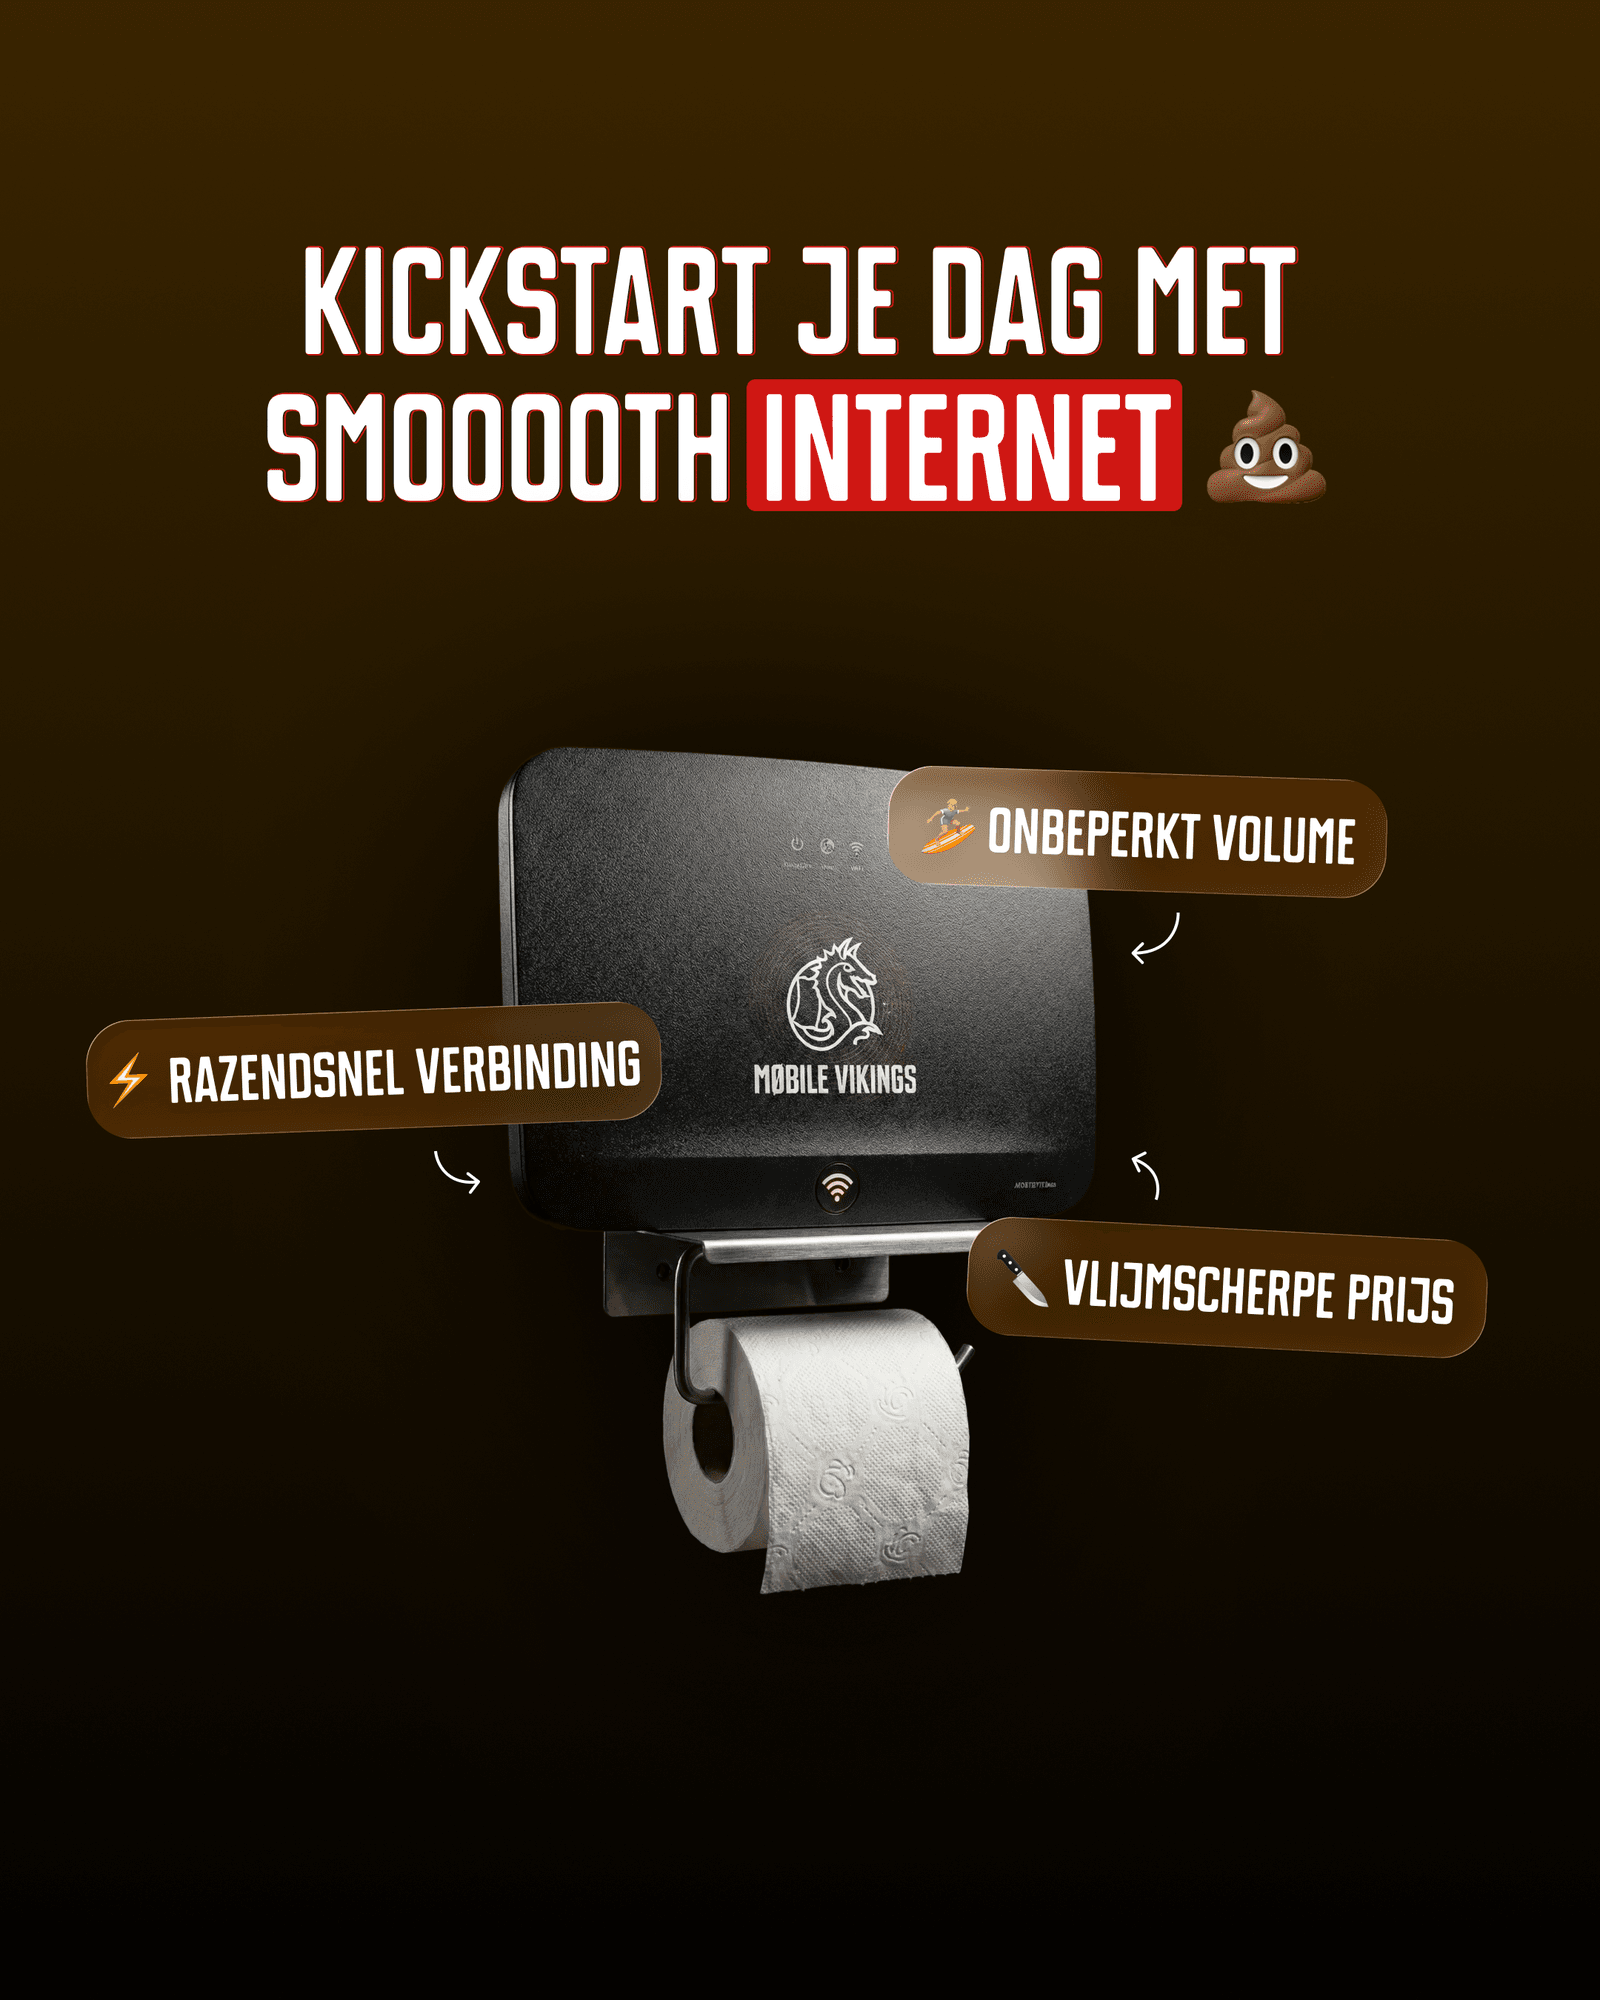 KICKSTART JE DAG MET
SMOOOOTH INTERNET 💩
🏄 ONBEPERKT VOLUME
MØBILE VIKINGS
⚡ RAZENDSNEL VERBINDING
🔪 VLIJMSCHERPE PRIJS